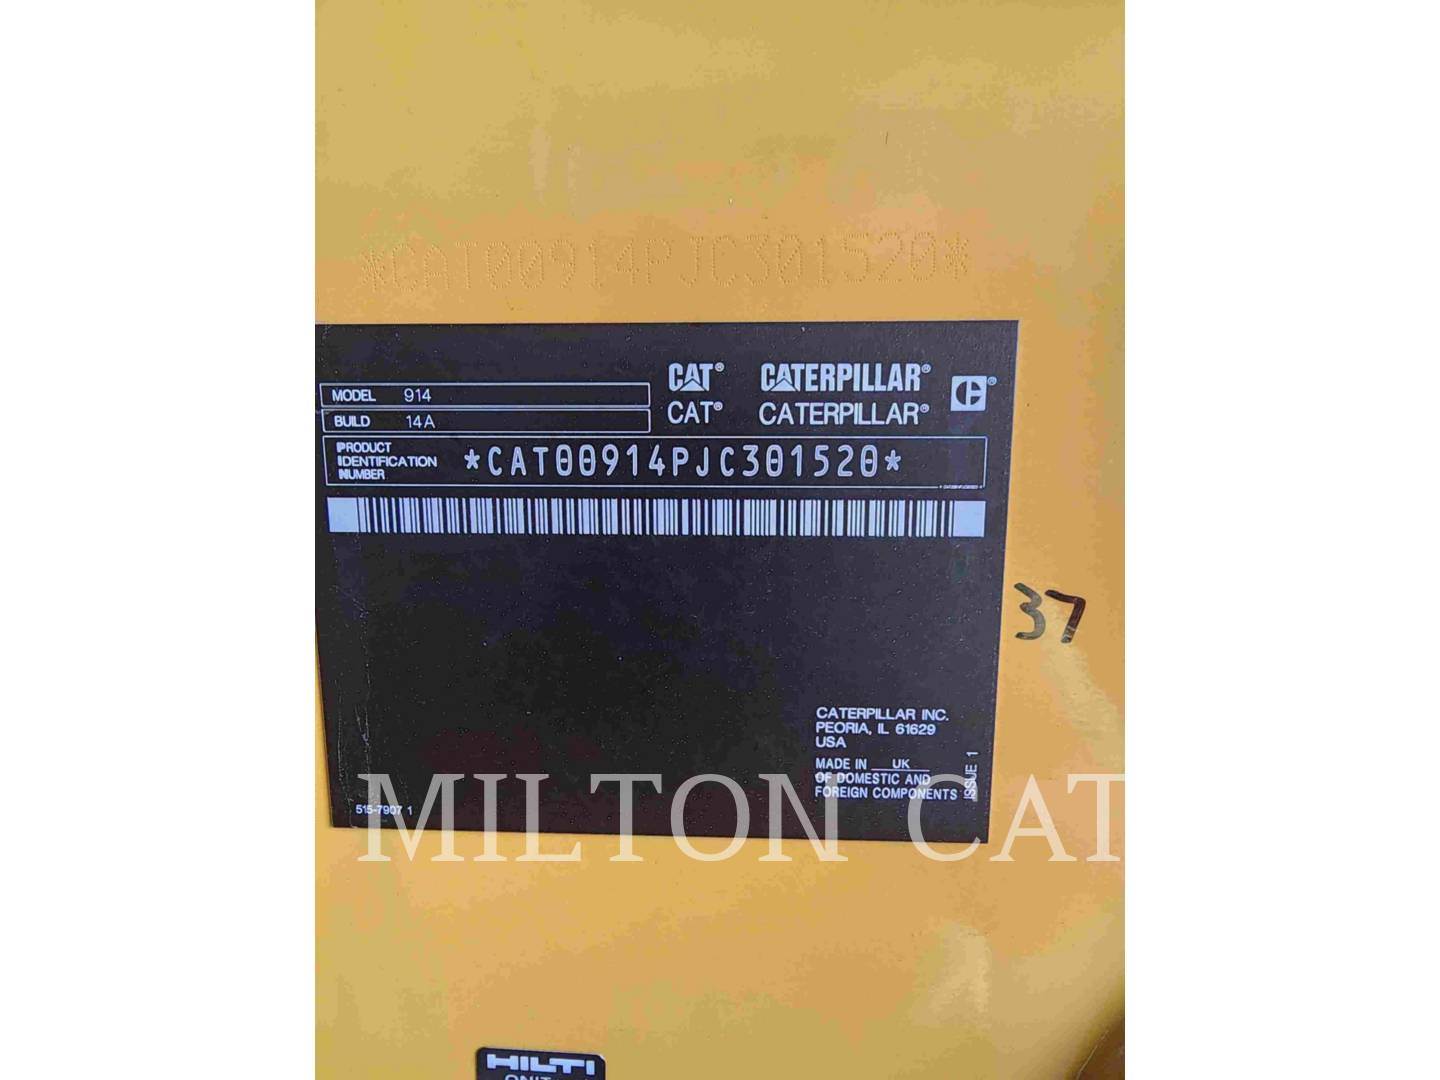 *CAT00914PJC301520*
CAT® CATERPILLAR®
MODEL 914
CAT® CATERPILLAR®
BUILD 14A
PRODUCT IDENTIFICATION NUMBER *CAT00914PJC301520*
37
CATERPILLAR INC.
PEORIA, IL 61629
USA
MADE IN UK
OF DOMESTIC AND
FOREIGN COMPONENTS
ISSUE 1
515-7907 1
MILTON CAT
HILTI